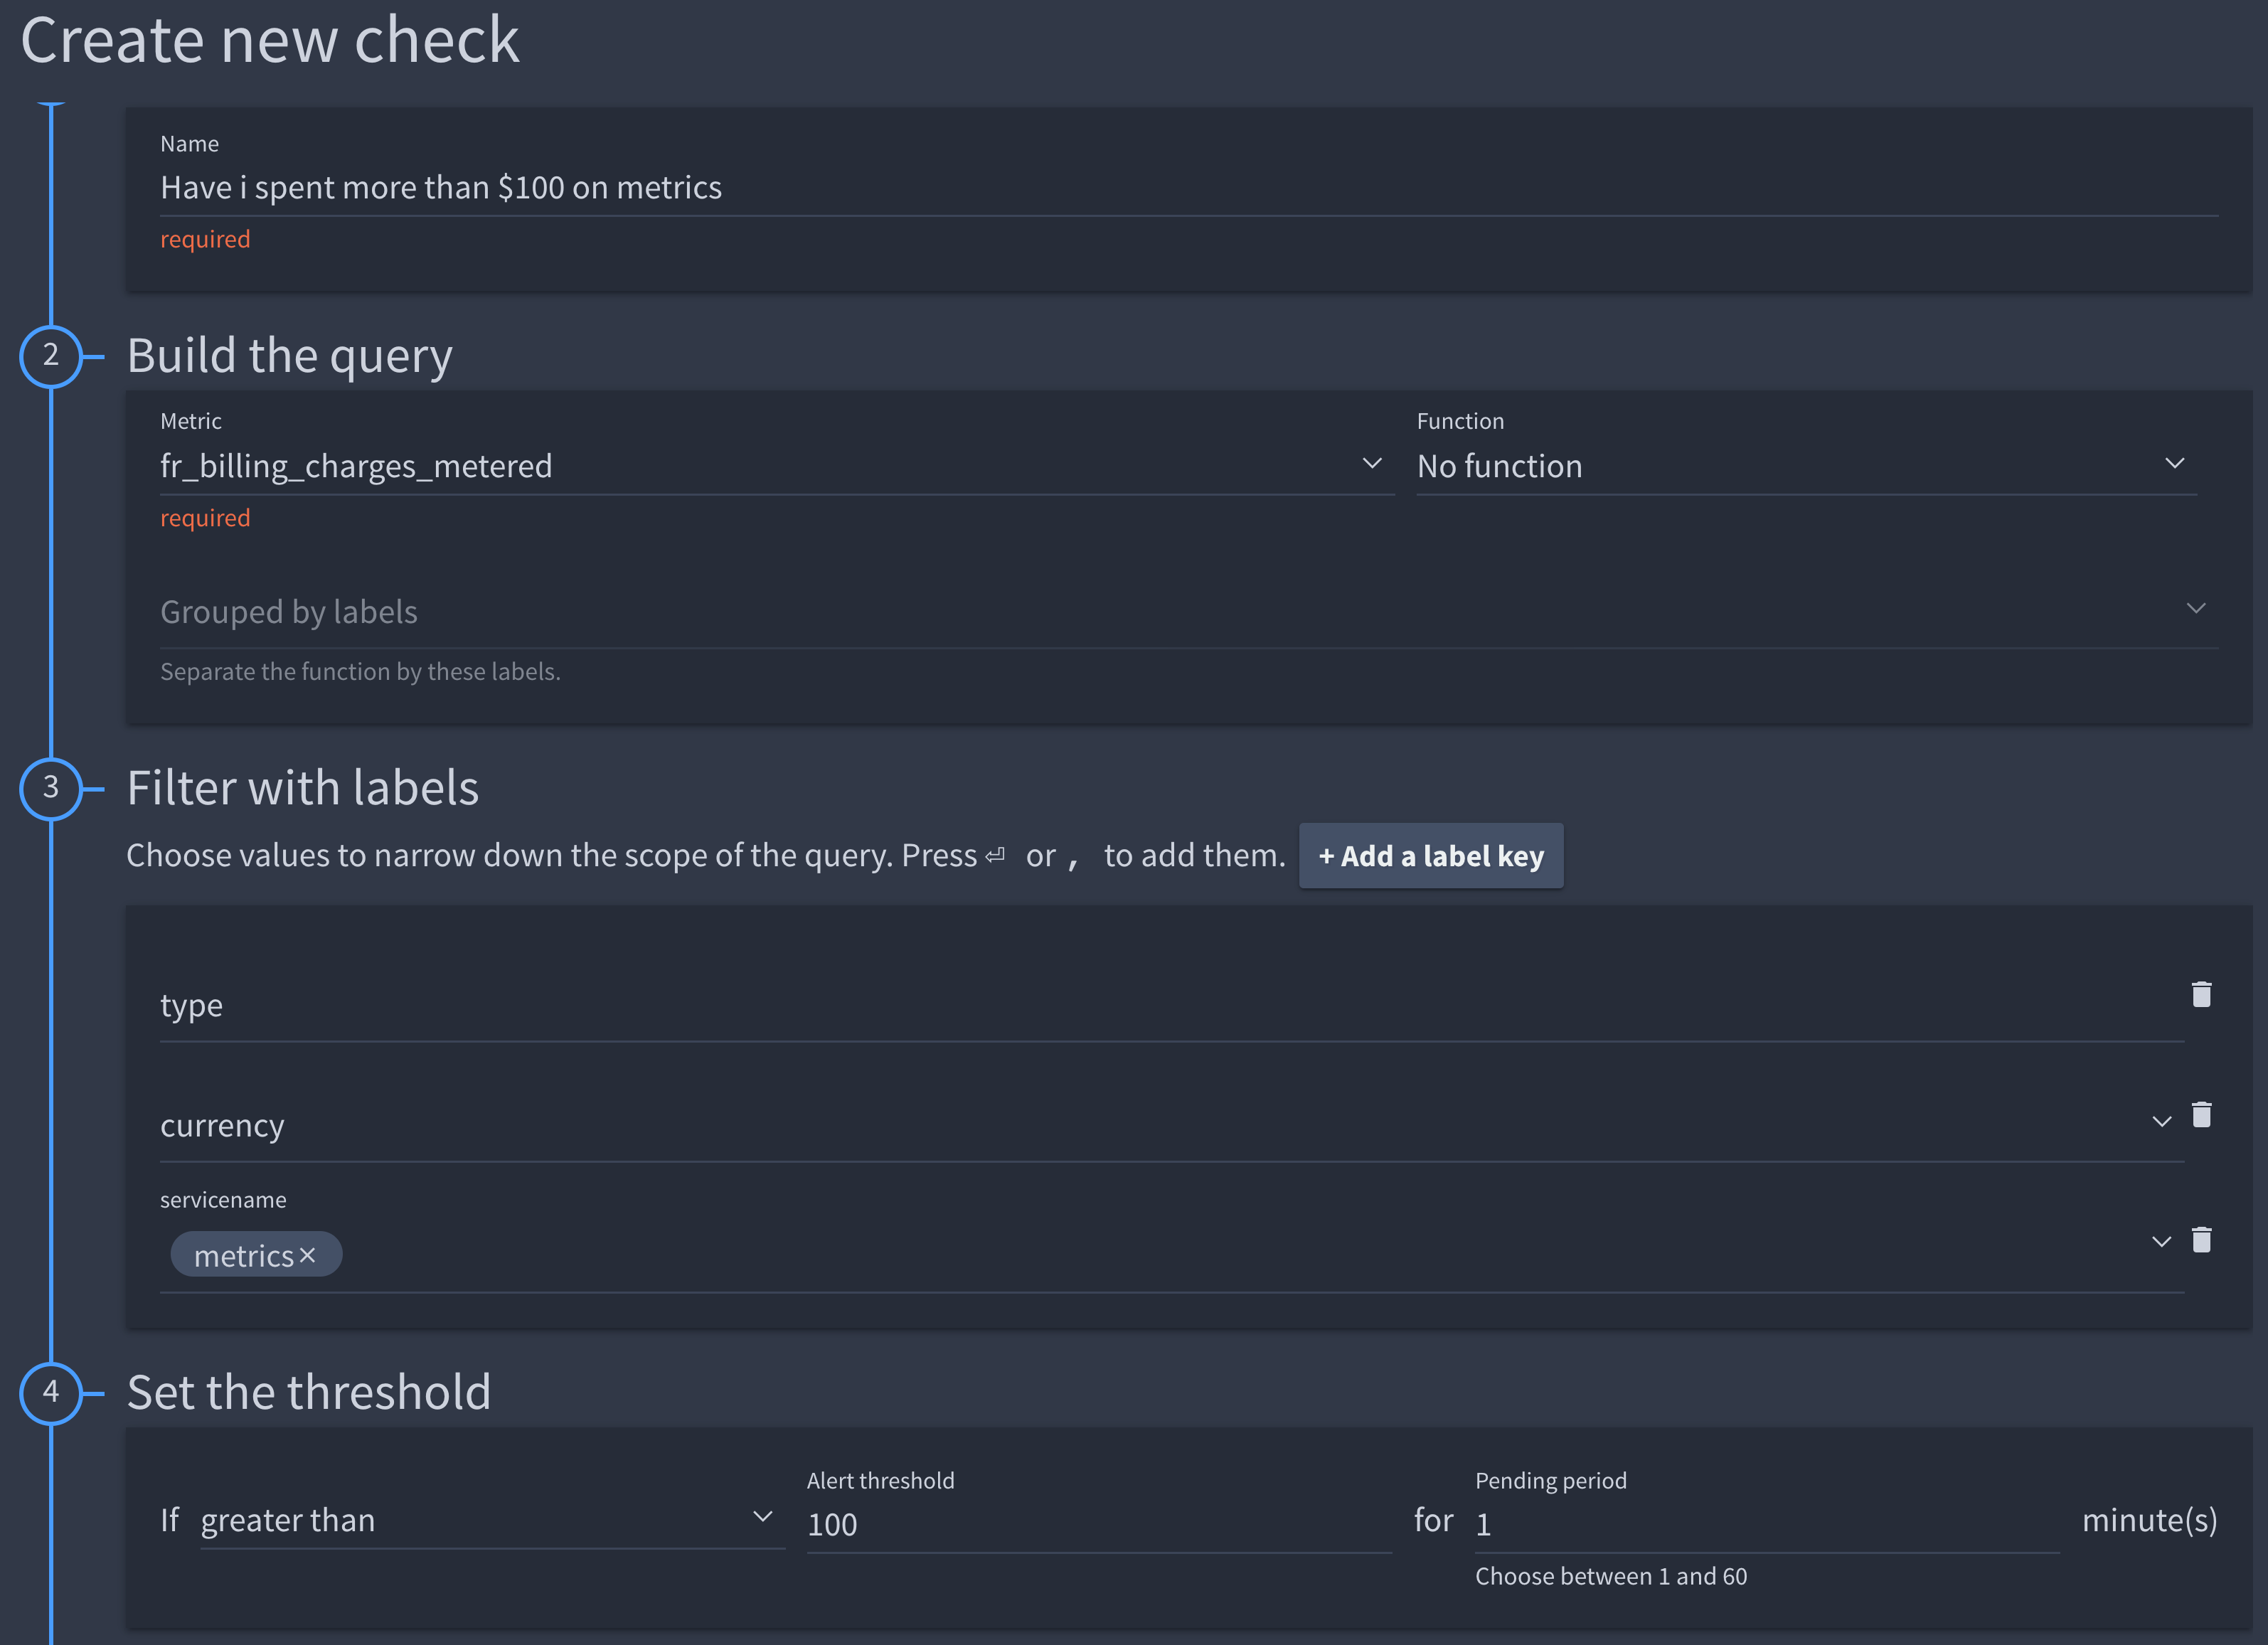 Create new check
Name
Have i spent more than $100 on metrics
required
2
Build the query
Metric
Function
fr_billing_charges_metered
No function
required
Grouped by labels
Separate the function by these labels.
3
Filter with labels
Choose values to narrow down the scope of the query. Press ⏎ or , to add them. + Add a label key
type
currency
servicename
metrics ×
4
Set the threshold
Alert threshold
Pending period
If greater than 100 for 1 minute(s)
Choose between 1 and 60